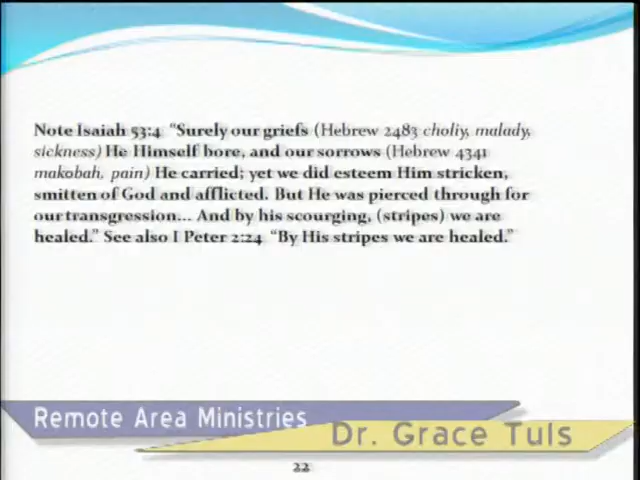 Note Isaiah 53:4 "Surely our griefs (Hebrew 2483 choliy, malady,
sickness) He Himself bore, and our sorrows (Hebrew 4341
makobah, pain) He carried; yet we did esteem Him stricken,
smitten of God and afflicted. But He was pierced through for
our transgression... And by his scourging, (stripes) we are
healed." See also I Peter 2:24 "By His stripes we are healed."
Remote Area Ministries
Dr. Grace Tuls
22